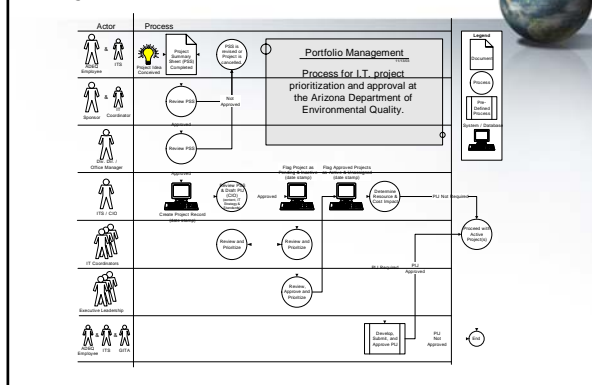 Actor
Process
&
ADEQ
Employee
ITS
Project Idea
Conceived
Project
Summary
Sheet (PSS)
Completed
PSS is
revised or
Project is
canceled.
Portfolio Management
Process for I.T. project
prioritization and approval at
the Arizona Department of
Environmental Quality.
Legend
Document
Process
Pre-
Defined
Process
System / Database
&
Sponsor
IT
Coordinator
Review PSS
Not
Approved
Approved
Review PSS
Office Manager
Approved
ITS / CIO
Create Project Record
(date stamp)
Review PSS
& Draft PIJ
(CIO)
Approved
Flag Project as
Pending & Inactive
(date stamp)
Flag Approved Projects
as Active & Unassigned
(date stamp)
Determine
Resource &
Cost Impact
PIJ Not Required
Proceed with
Active
Project(s)
IT Coordinators
Review and
Prioritize
Review and
Prioritize
Executive Leadership
Review,
Approve and
Prioritize
PIJ Required
PIJ
Approved
&
&
ADEQ
Employee
ITS
GITA
Develop,
Submit, and
Approve PIJ
PIJ
Not
Approved
End